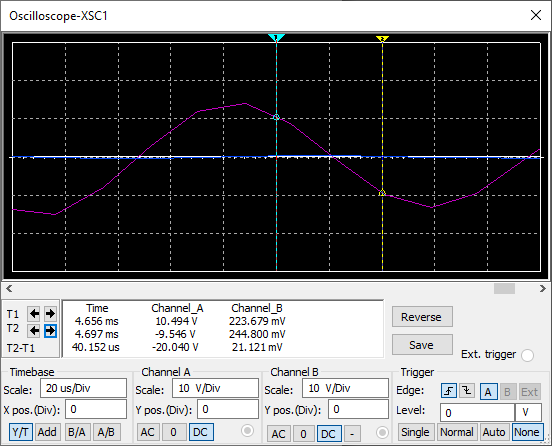 Oscilloscope-XSC1
1 2
T1
T2
T2-T1
Time Channel_A Channel_B
4.656 ms 10.494 V 223.679 mV
4.697 ms -9.546 V 244.800 mV
40.152 us -20.040 V 21.121 mV
Reverse
Save
Ext. trigger
Timebase
Scale: 20 us/Div
X pos.(Div): 0
Y/T Add B/A A/B
Channel A
Scale: 10 V/Div
Y pos.(Div): 0
AC 0 DC
Channel B
Scale: 10 V/Div
Y pos.(Div): 0
AC 0 DC -
Trigger
Edge: A B Ext
Level: 0 V
Single Normal Auto None